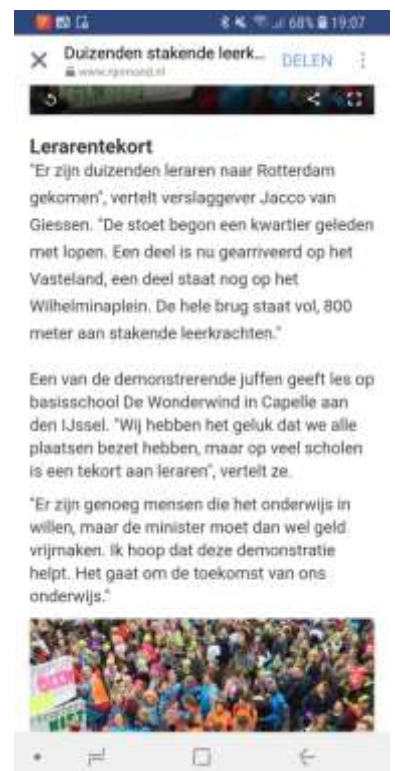 68% 19:07
Duizenden stakende leerk...
www.rijnmond.nl
DELEN
Lerarentekort
"Er zijn duizenden leraren naar Rotterdam
gekomen", vertelt verslaggever Jacco van
Giessen. "De stoet begon een kwartier geleden
met lopen. Een deel is nu gearriveerd op het
Vasteland, een deel staat nog op het
Wilhelminaplein. De hele brug staat vol, 800
meter aan stakende leerkrachten."
Een van de demonstrerende juffen geeft les op
basisschool De Wonderwind in Capelle aan
den IJssel. "Wij hebben het geluk dat we alle
plaatsen bezet hebben, maar op veel scholen
is een tekort aan leraren", vertelt ze.
"Er zijn genoeg mensen die het onderwijs in
willen, maar de minister moet dan wel geld
vrijmaken. Ik hoop dat deze demonstratie
helpt. Het gaat om de toekomst van ons
onderwijs."